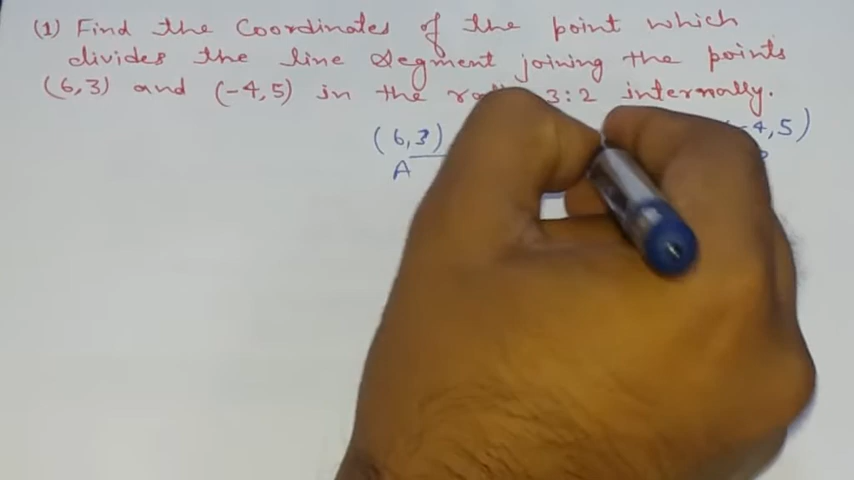 (1) Find the Coordinates of the point which
divides the line segment joining the points
(6,3) and (-4,5) in the 3:2 internally.
(6,3) -4,5)
A